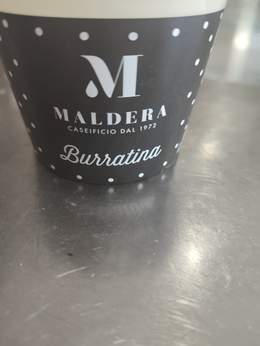 M
MALDERA
CASEIFICIO DAL 1972
Burratina